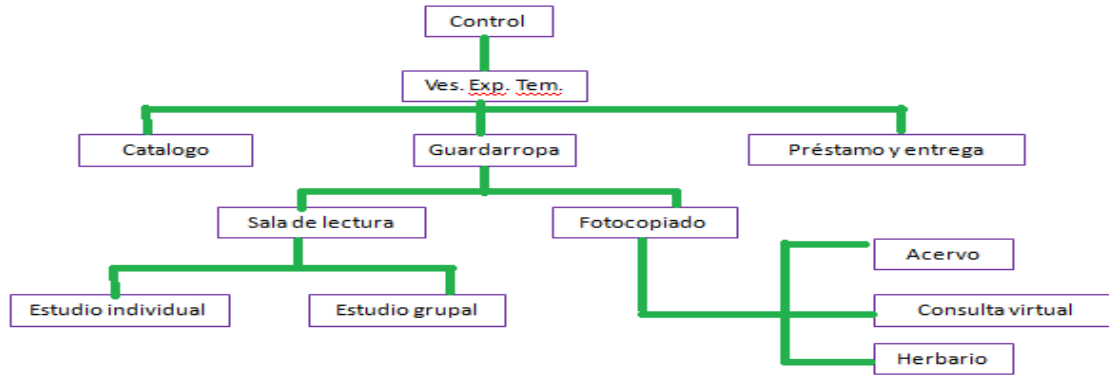 Control
Ves. Exp. Tem.
Catalogo
Guardarropa
Préstamo y entrega
Sala de lectura
Fotocopiado
Acervo
Estudio individual
Estudio grupal
Consulta virtual
Herbario